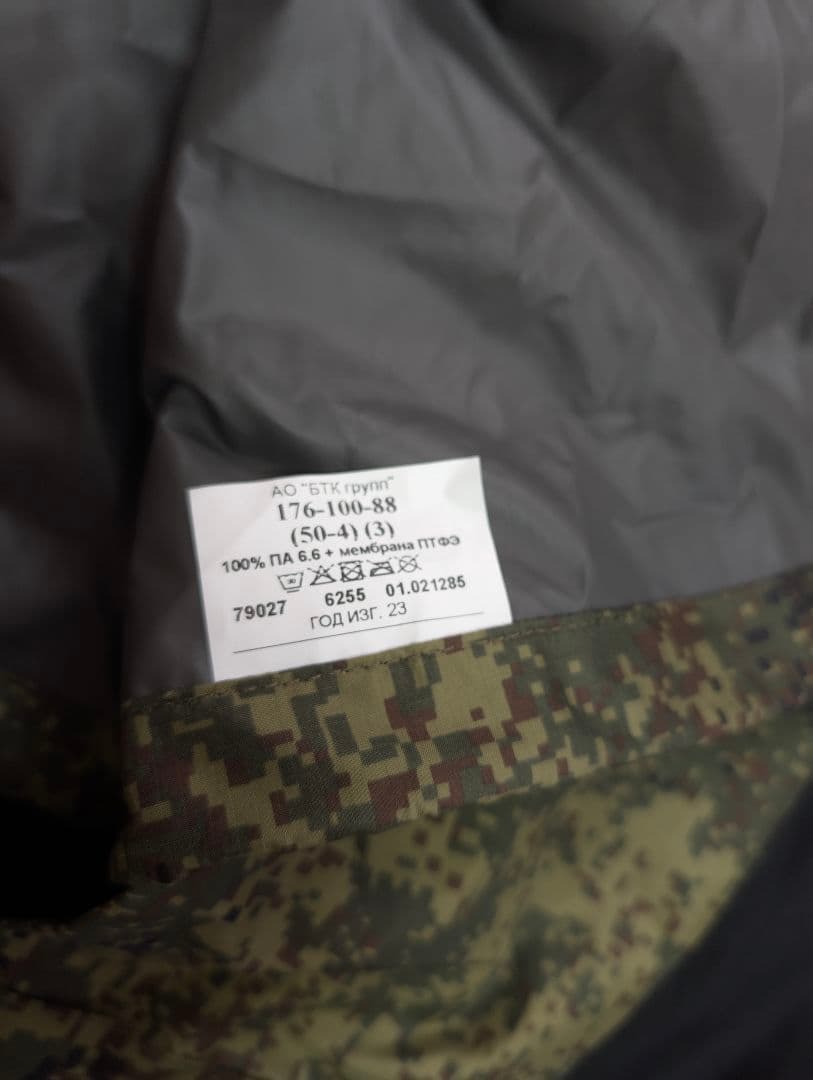 АО "БТК групп"
176-100-88
(50-4) (3)
100% ПА 6.6 + мембрана ПТФЭ
79027 6255 01.021285
ГОД ИЗГ. 23